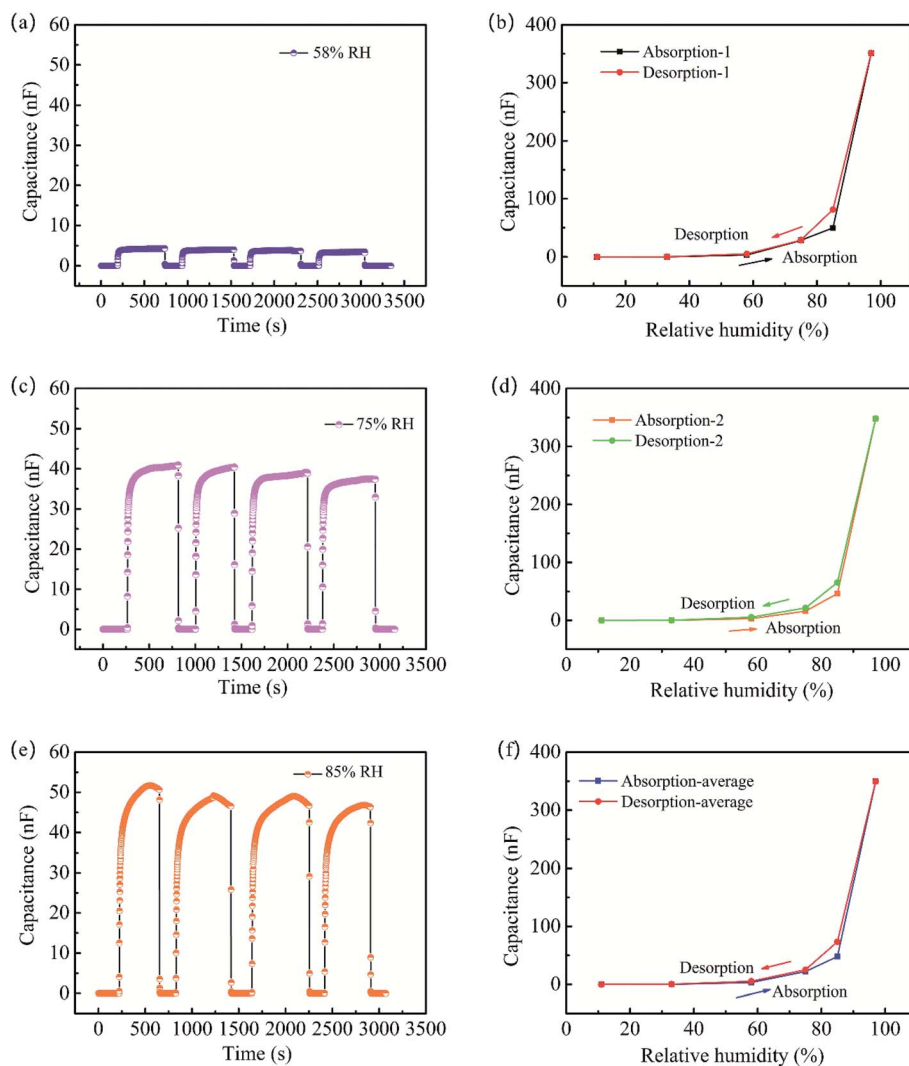 (a)
60
50
40
30
20
10
0
Capacitance (nF)
58% RH
0 500 1000 1500 2000 2500 3000 3500
Time (s)
(b)
400
300
200
100
0
Capacitance (nF)
Absorption-1
Desorption-1
Desorption
Absorption
0 20 40 60 80 100
Relative humidity (%)
(c)
60
50
40
30
20
10
0
Capacitance (nF)
75% RH
0 500 1000 1500 2000 2500 3000 3500
Time (s)
(d)
400
300
200
100
0
Capacitance (nF)
Absorption-2
Desorption-2
Desorption
Absorption
0 20 40 60 80 100
Relative humidity (%)
(e)
60
50
40
30
20
10
0
Capacitance (nF)
85% RH
0 500 1000 1500 2000 2500 3000 3500
Time (s)
(f)
400
300
200
100
0
Capacitance (nF)
Absorption-average
Desorption-average
Desorption
Absorption
0 20 40 60 80 100
Relative humidity (%)